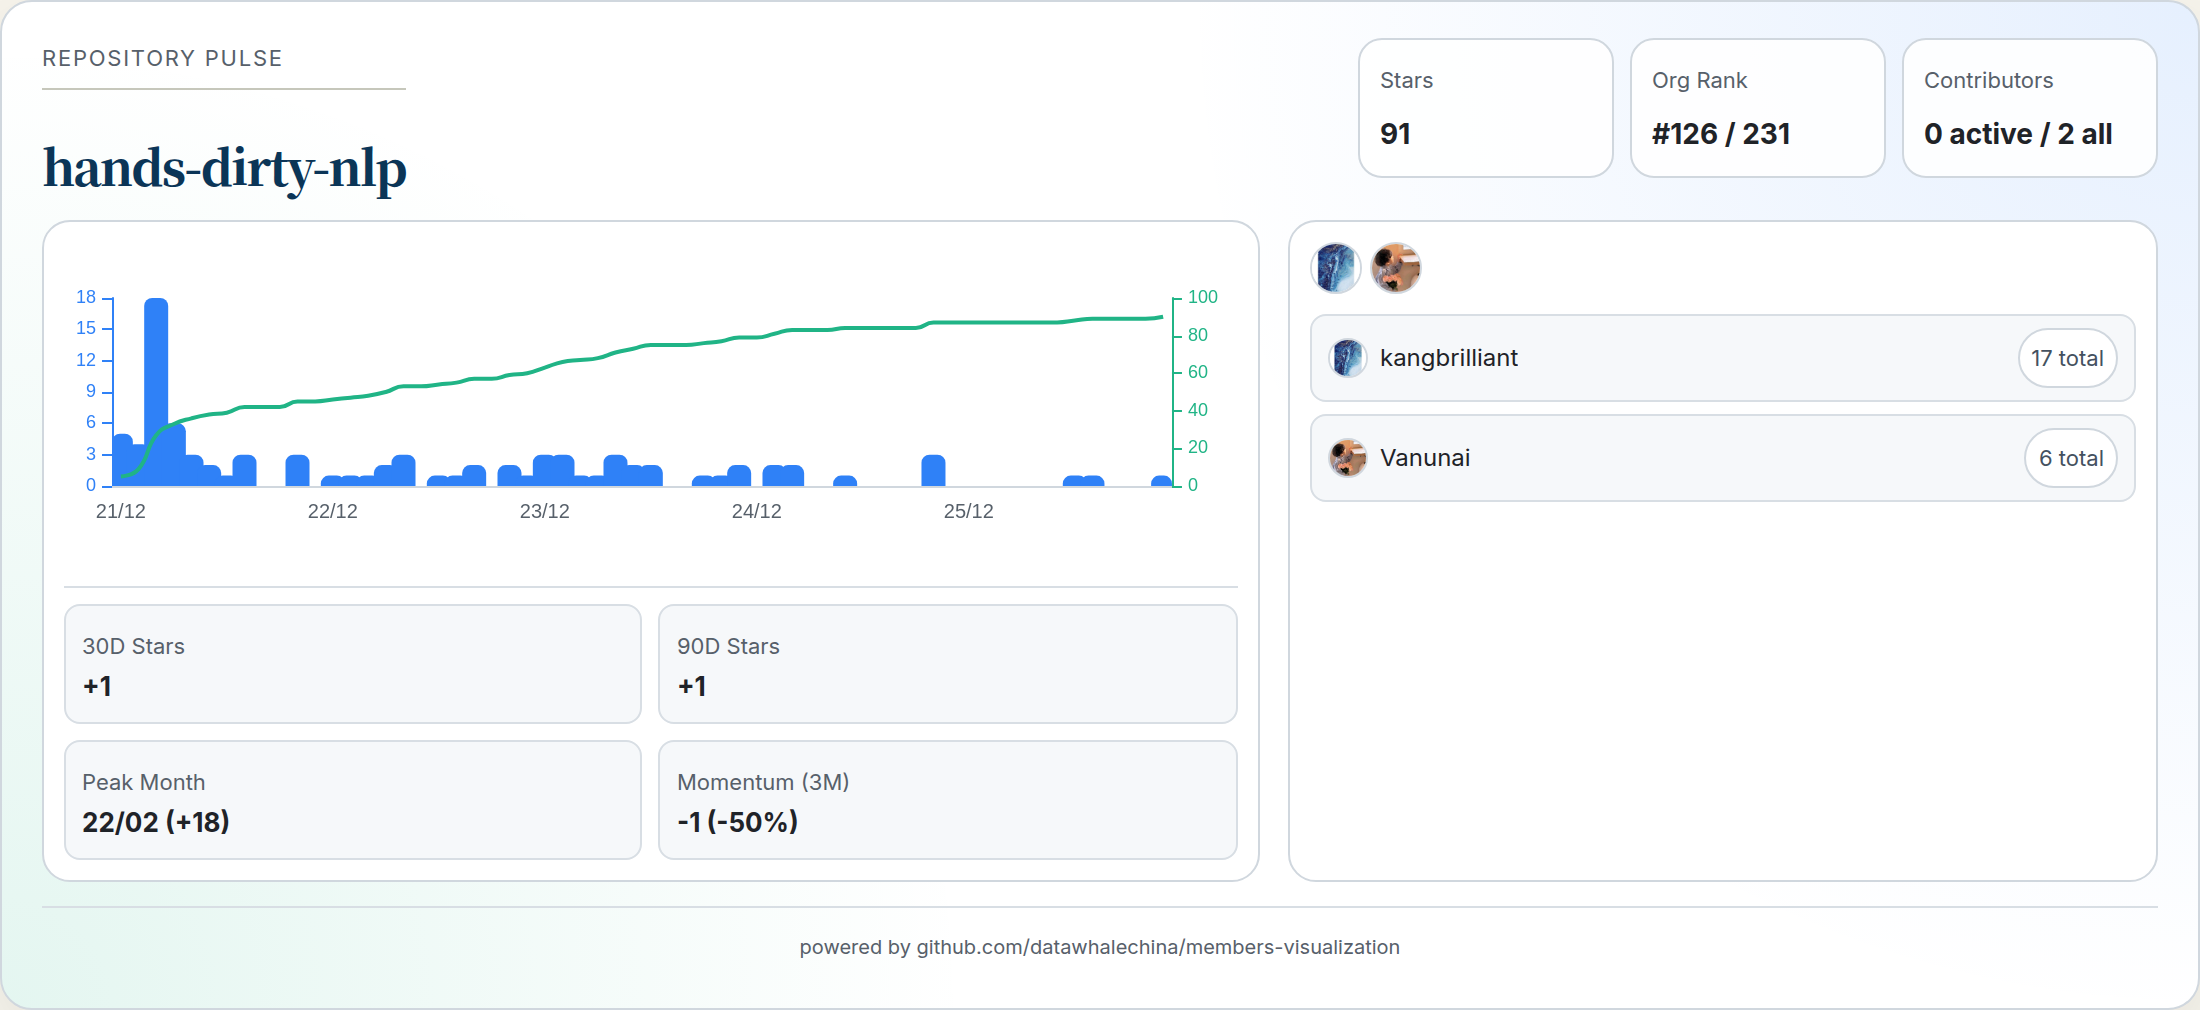 REPOSITORY PULSE
hands-dirty-nlp
Stars
91
Org Rank
#126 / 231
Contributors
0 active / 2 all
18
15
12
9
6
3
0
100
80
60
40
20
0
21/12
22/12
23/12
24/12
25/12
30D Stars
+1
90D Stars
+1
Peak Month
22/02 (+18)
Momentum (3M)
-1 (-50%)
kangbrilliant
17 total
Vanunai
6 total
powered by github.com/datawhalechina/members-visualization